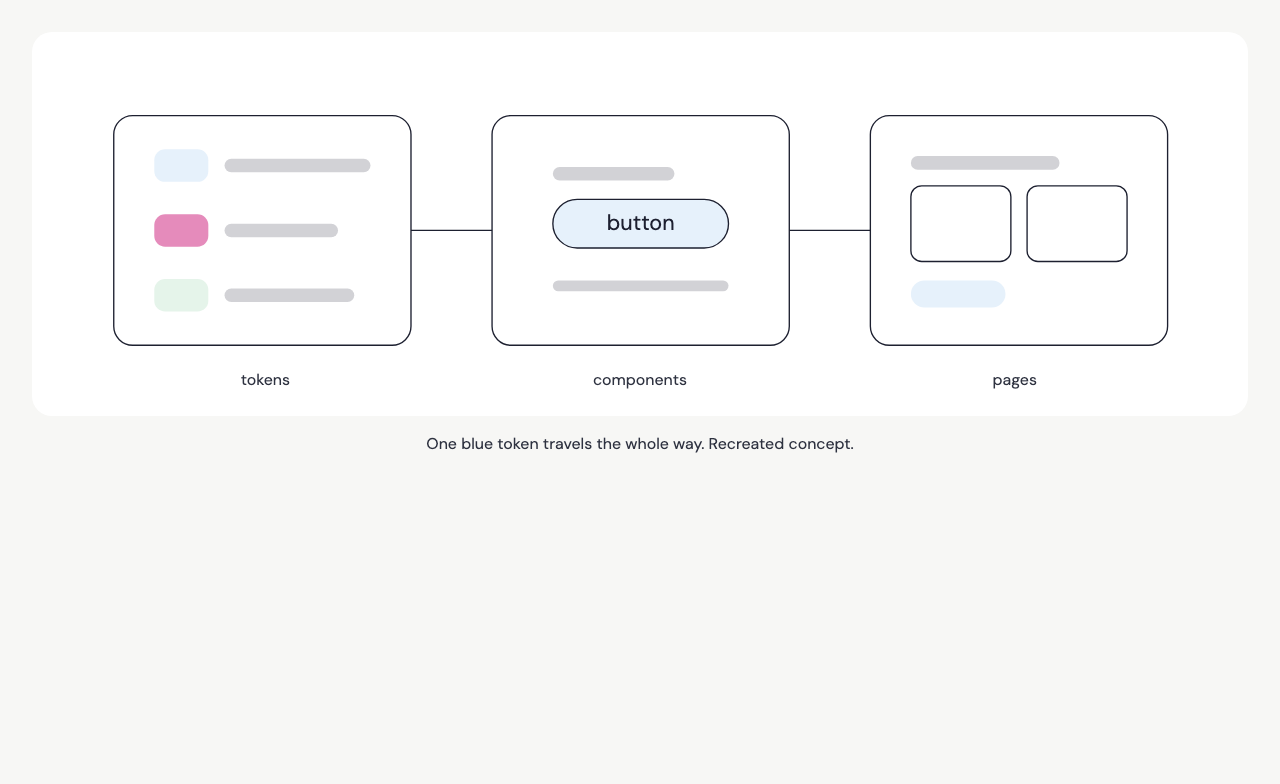 button
tokens
components
pages
One blue token travels the whole way. Recreated concept.